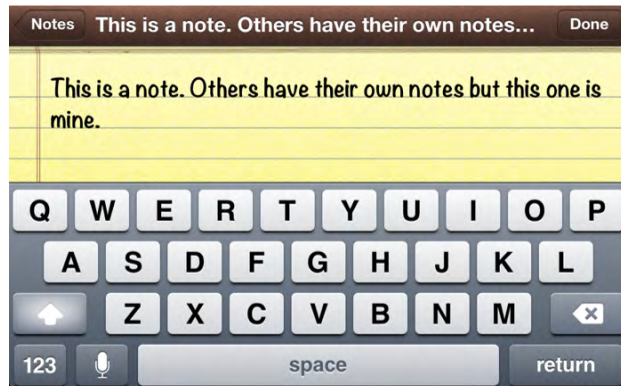 Notes This is a note. Others have their own notes... Done
This is a note. Others have their own notes but this one is
mine.
Q W E R T Y U I O P
A S D F G H J K L
Z X C V B N M
123 space return